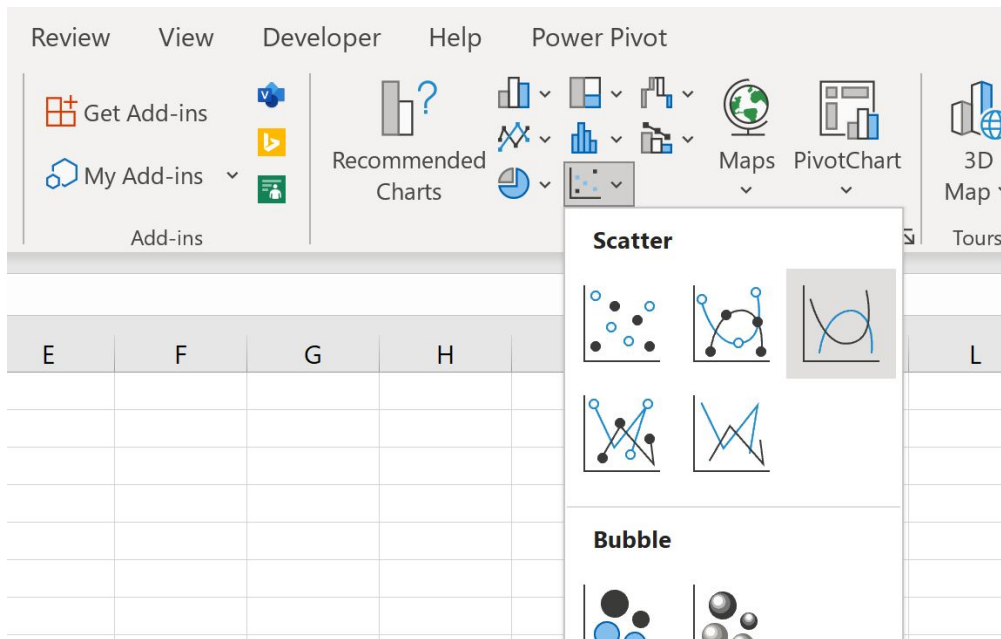 Review View Developer Help Power Pivot
Get Add-ins
My Add-ins
Add-ins
Recommended
Charts
Maps
PivotChart
3D
Map
Tours
Scatter
E F G H L
Bubble